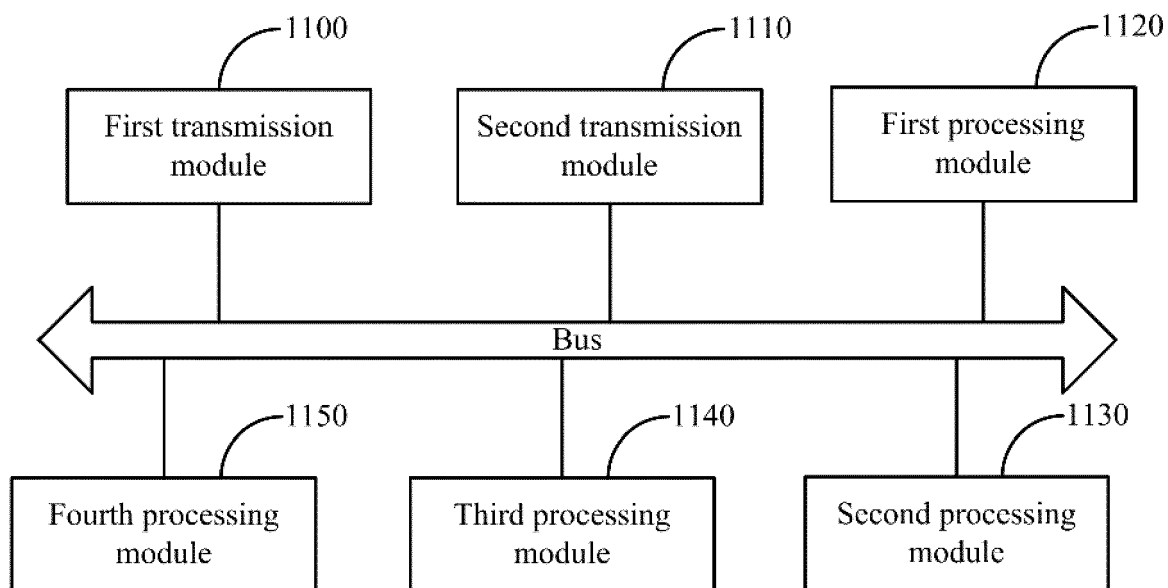 1100
1110
1120
First transmission
module
Second transmission
module
First processing
module
Bus
1150
1140
1130
Fourth processing
module
Third processing
module
Second processing
module